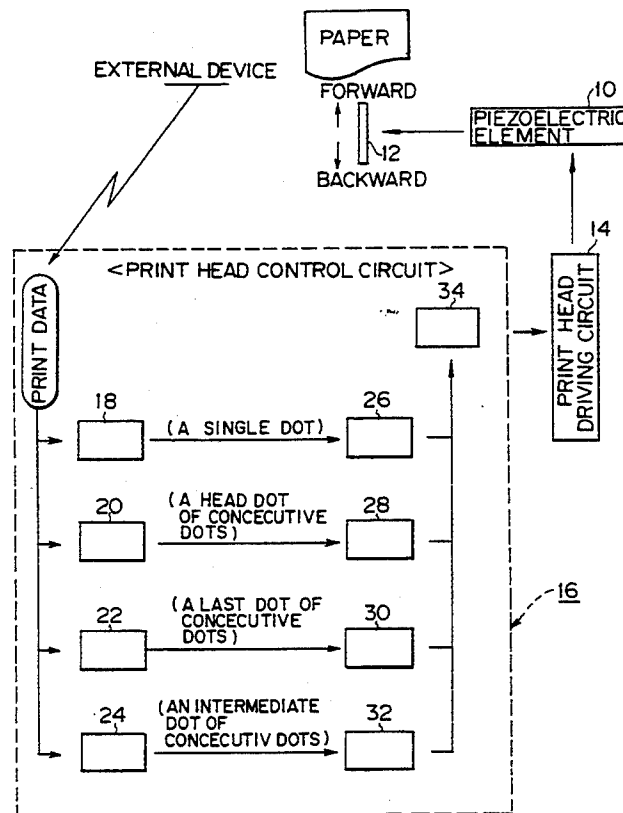 PAPER
EXTERNAL DEVICE
FORWARD
12
BACKWARD
10
PIEZOELECTRIC
ELEMENT
14
PRINT HEAD
DRIVING CIRCUIT
<PRINT HEAD CONTROL CIRCUIT>
PRINT DATA
34
18
(A SINGLE DOT)
26
20
(A HEAD DOT
OF CONCECUTIVE
DOTS)
28
22
(A LAST DOT OF
CONCECUTIVE
DOTS)
30
16
24
(AN INTERMEDIATE
DOT OF
CONCECUTIV DOTS)
32